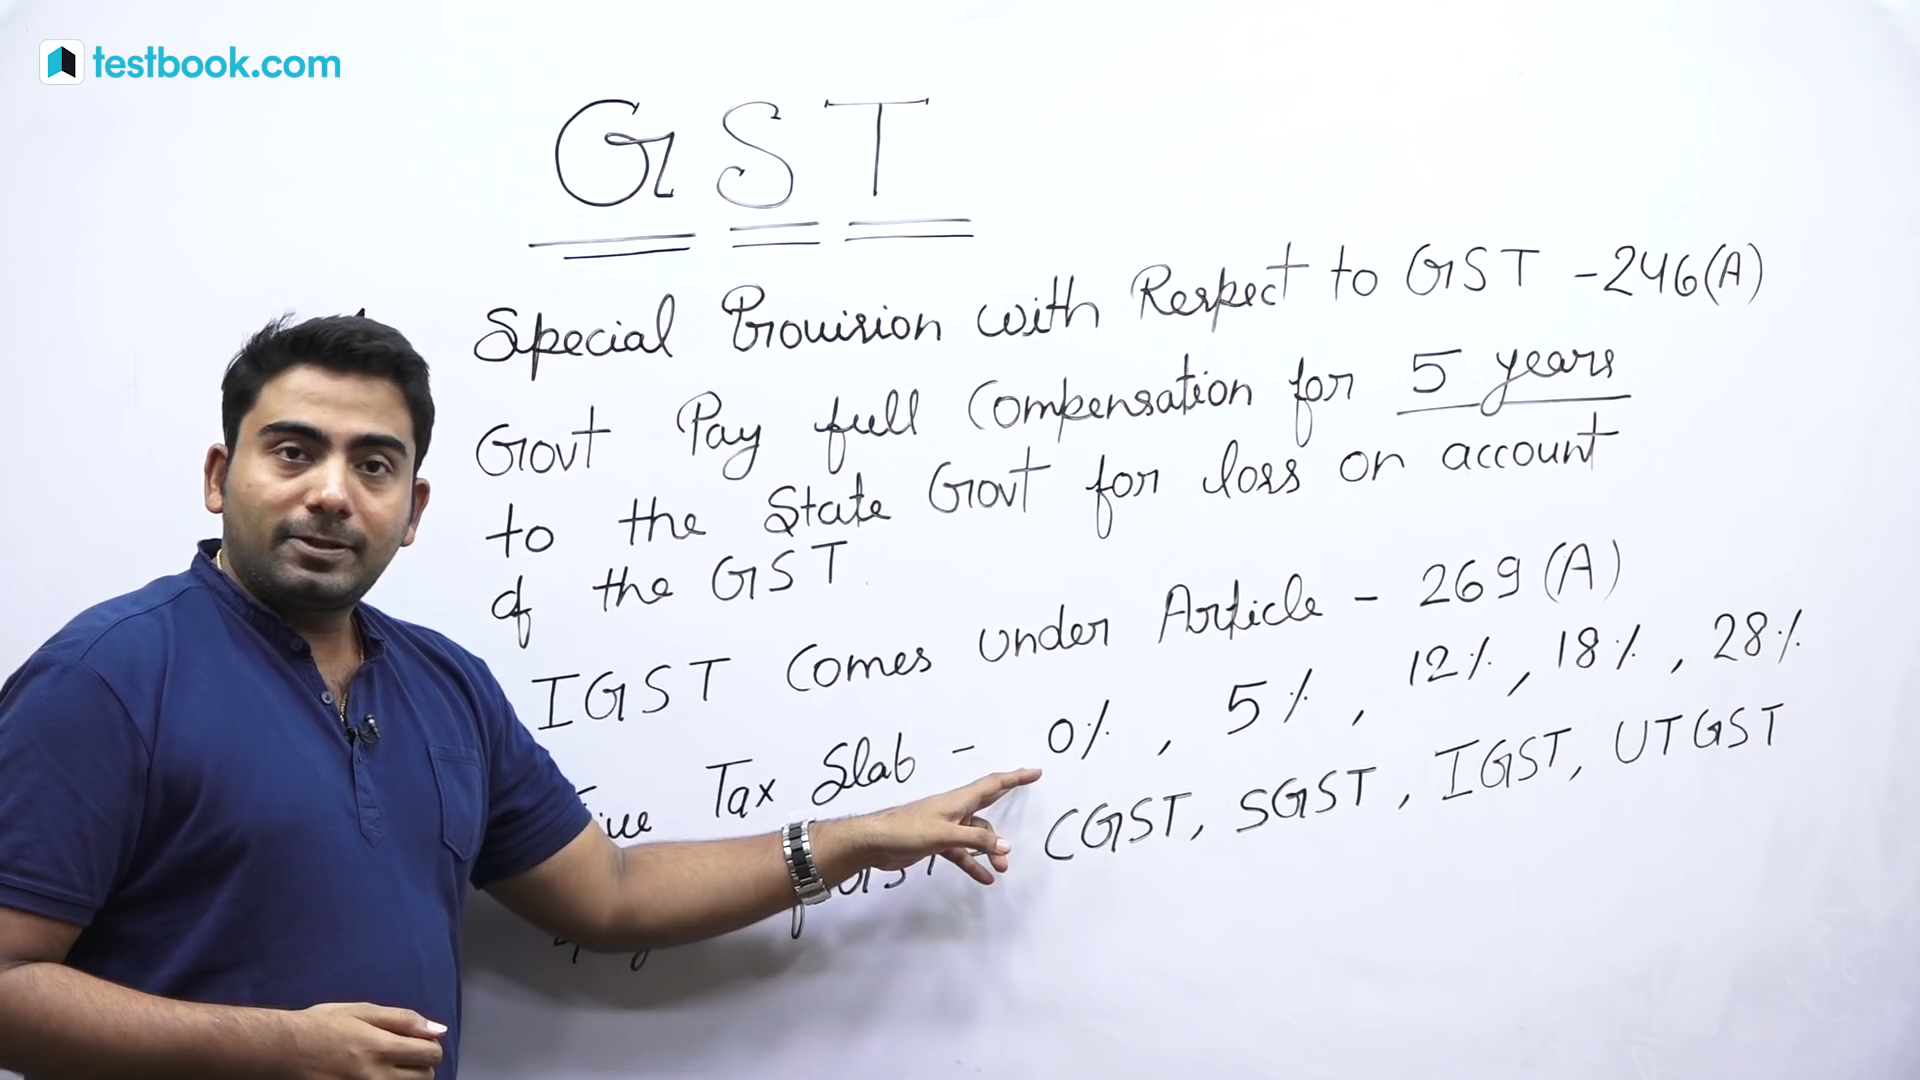 testbook.com
GST
Special Provision with Respect to GST - 246(A)
Govt Pay full Compensation for 5 years
to the State Govt for loss on account
of the GST
IGST Comes under Article - 269(A)
Tax Slab - 0%, 5%, 12%, 18%, 28%
GST - CGST, SGST, IGST, UTGST